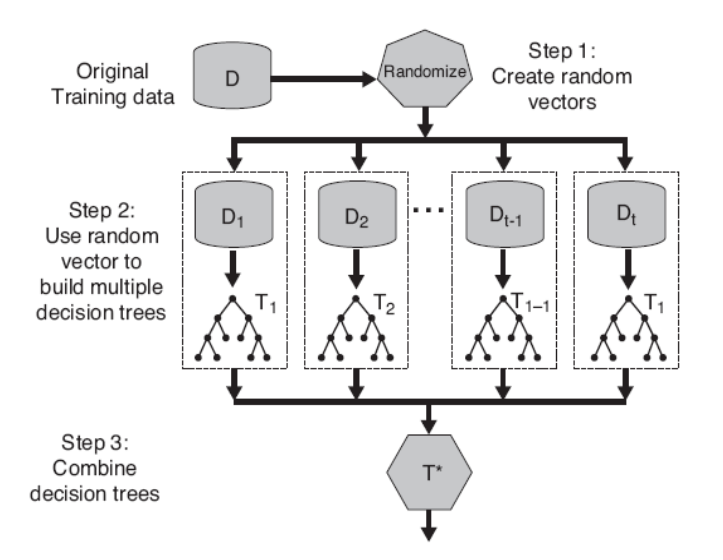 Original
Training data
D
Randomize
Step 1:
Create random
vectors
Step 2:
Use random
vector to
build multiple
decision trees
D1
D2
...
Dt-1
Dt
T1
T2
T1–1
T1
Step 3:
Combine
decision trees
T*